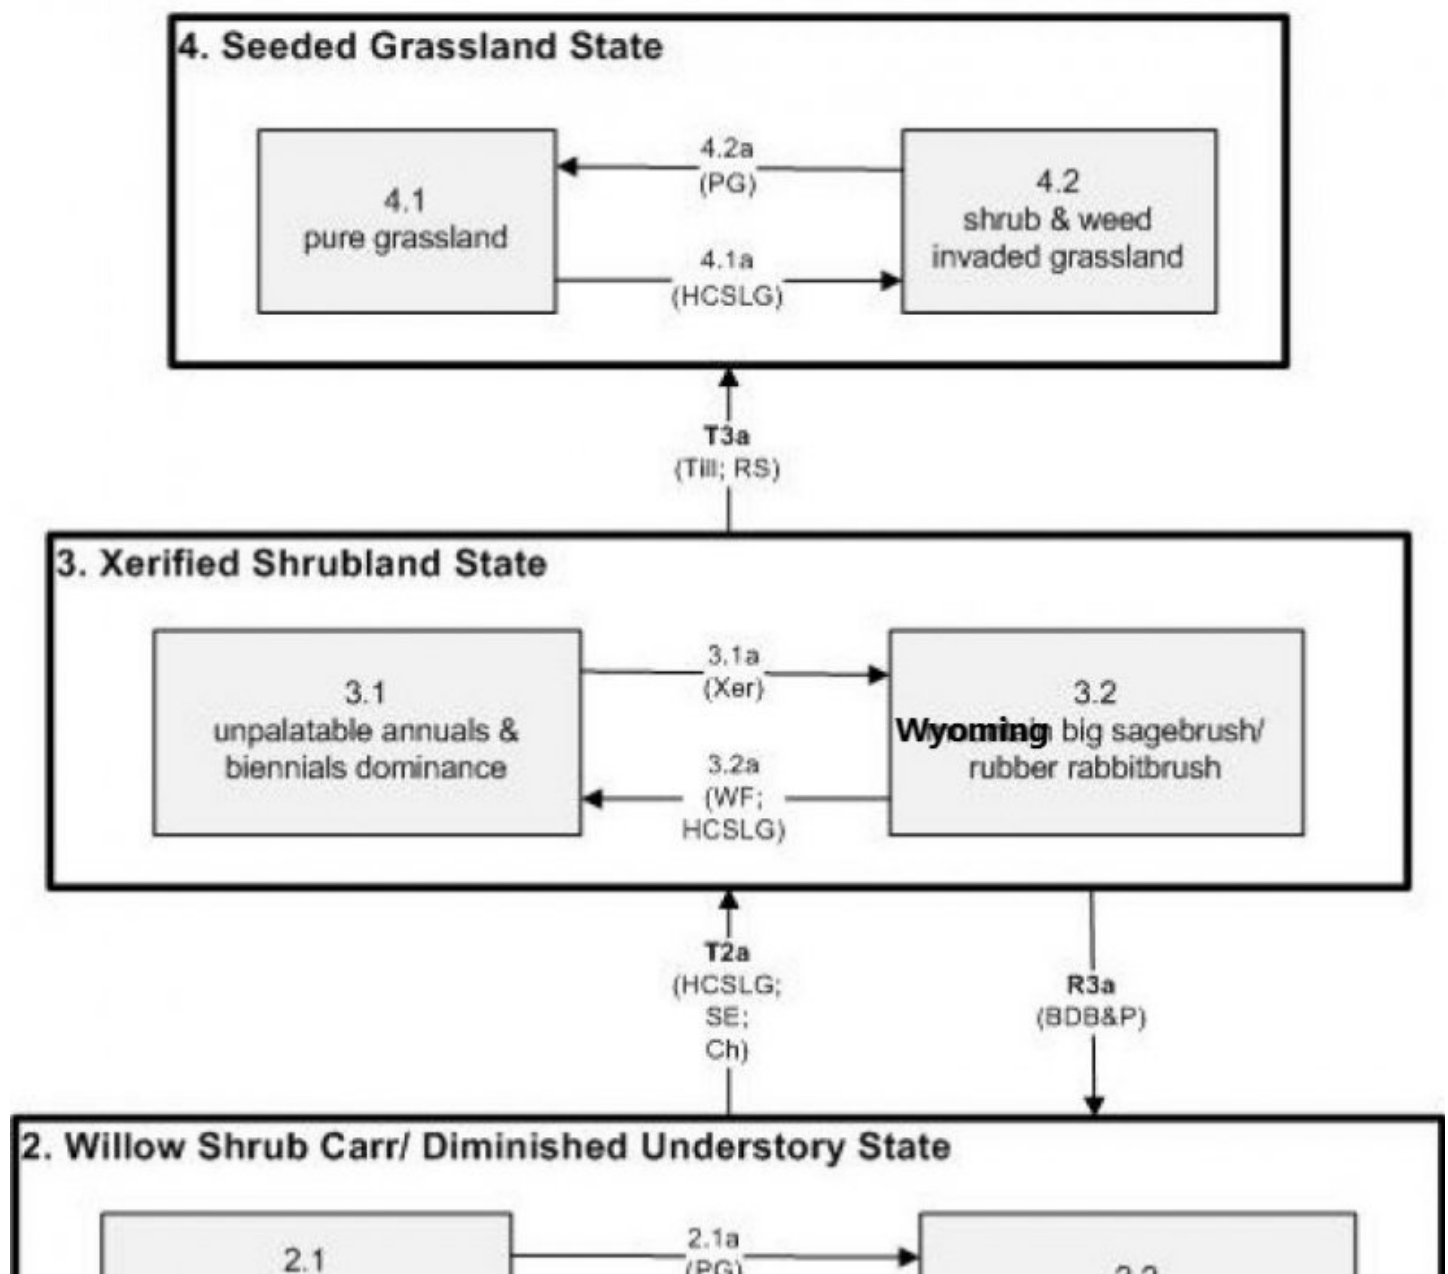 4. Seeded Grassland State
4.1
pure grassland
4.2a
(PG)
4.1a
(HCSLG)
4.2
shrub & weed
invaded grassland
T3a
(Till; RS)
3. Xerified Shrubland State
3.1
unpalatable annuals &
biennials dominance
3.1a
(Xer)
3.2a
(WF;
HCSLG)
3.2
Wyoming big sagebrush/
rubber rabbitbrush
T2a
(HCSLG;
SE;
Ch)
R3a
(BDB&P)
2. Willow Shrub Carr/ Diminished Understory State
2.1
2.1a
(PG)